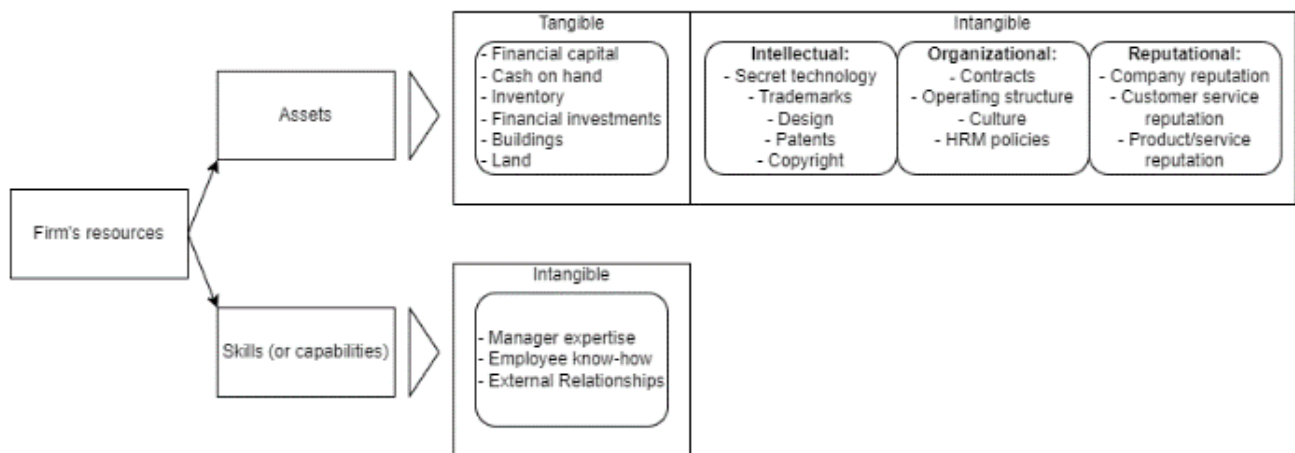 Tangible
- Financial capital
- Cash on hand
- Inventory
- Financial investments
- Buildings
- Land
Intangible
Intellectual:
- Secret technology
- Trademarks
- Design
- Patents
- Copyright
Organizational:
- Contracts
- Operating structure
- Culture
- HRM policies
Reputational:
- Company reputation
- Customer service
reputation
- Product/service
reputation
Assets
Firm's resources
Skills (or capabilities)
Intangible
- Manager expertise
- Employee know-how
- External Relationships